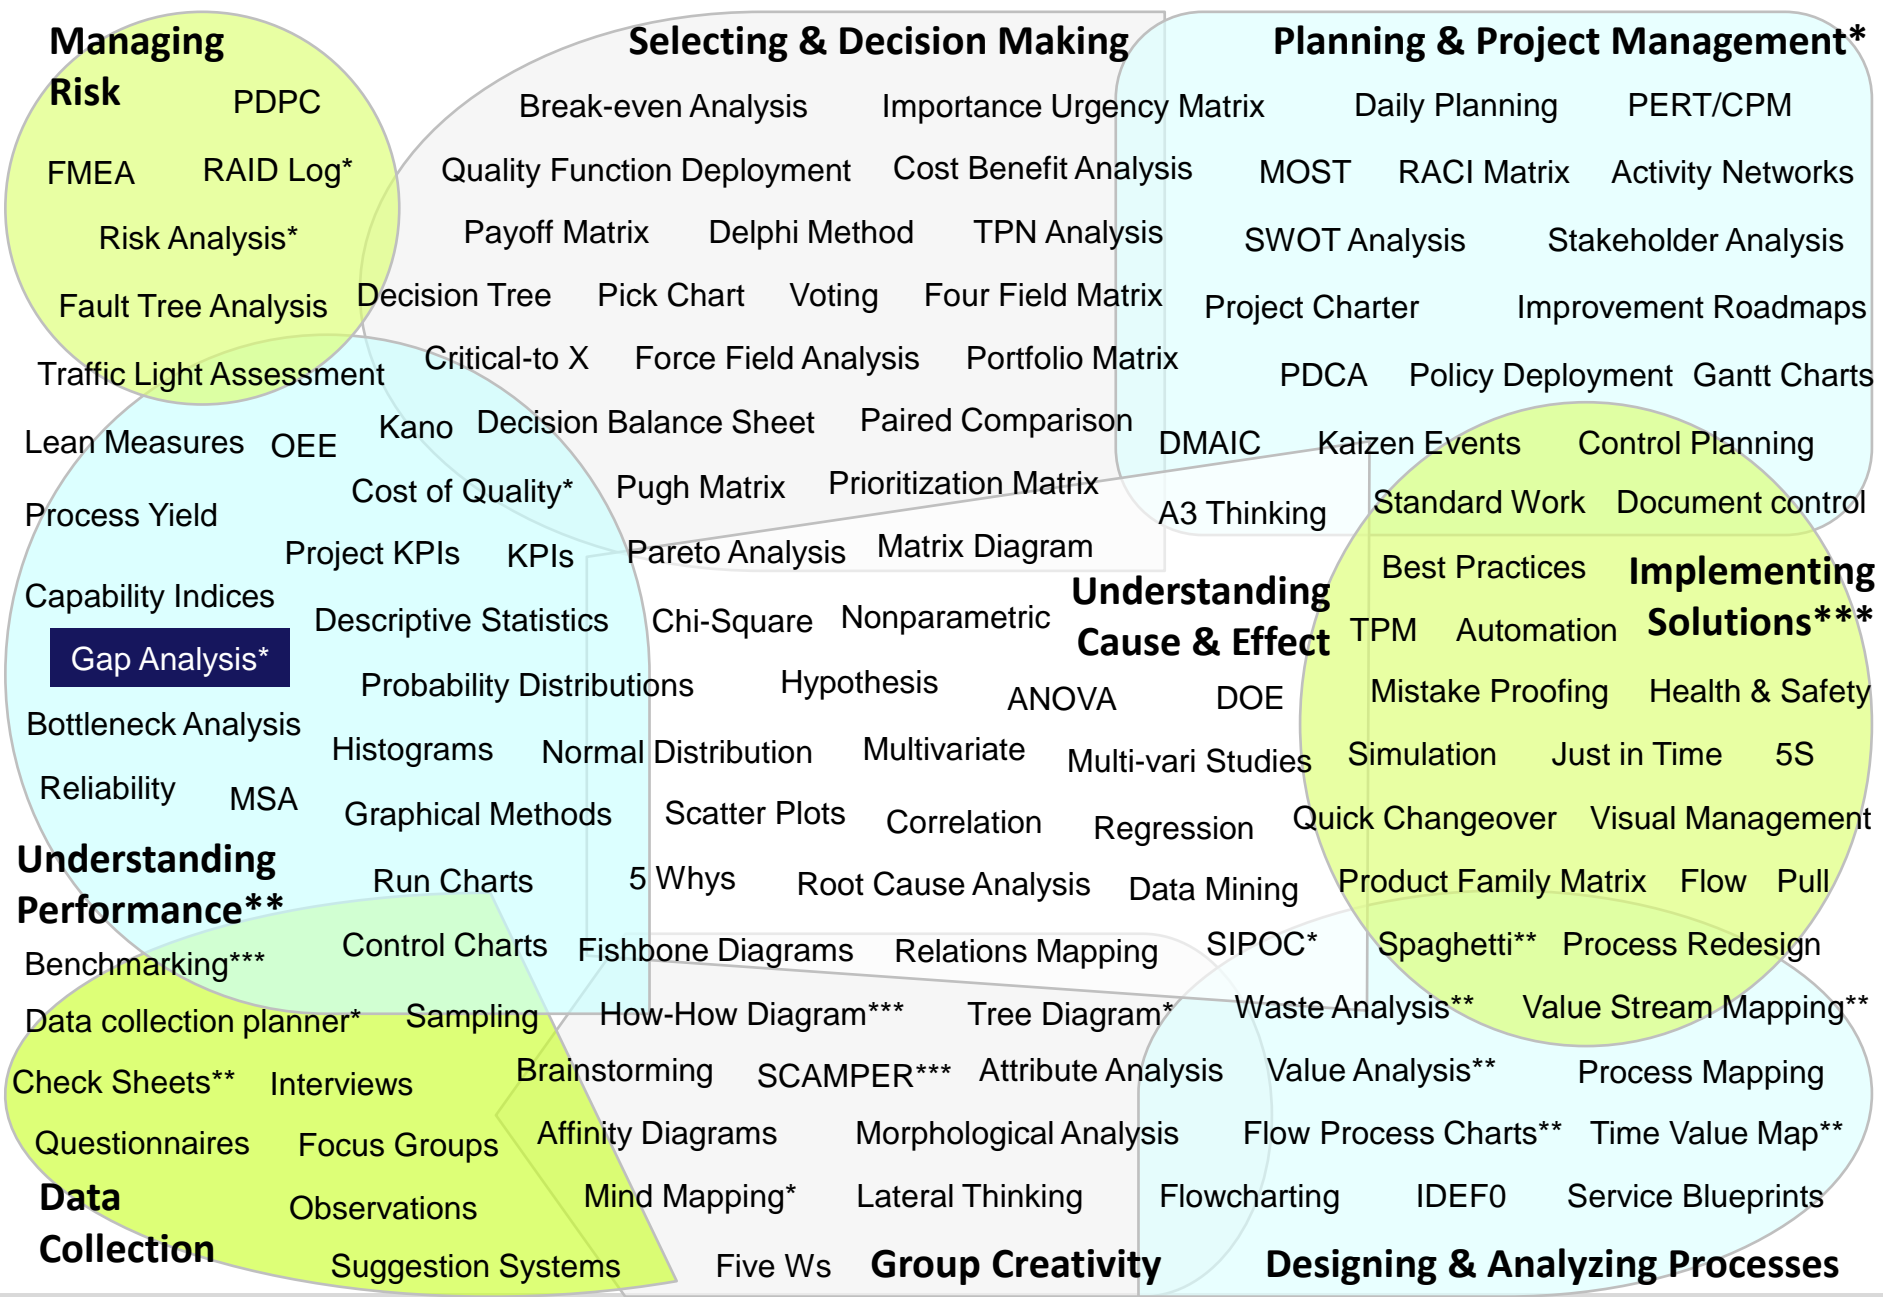 Managing
Risk
Selecting & Decision Making
Planning & Project Management*
PDPC
Break-even Analysis
Importance Urgency Matrix
Daily Planning
PERT/CPM
FMEA
RAID Log*
Quality Function Deployment
Cost Benefit Analysis
MOST
RACI Matrix
Activity Networks
Risk Analysis*
Payoff Matrix
Delphi Method
TPN Analysis
SWOT Analysis
Stakeholder Analysis
Fault Tree Analysis
Decision Tree
Pick Chart
Voting
Four Field Matrix
Project Charter
Improvement Roadmaps
Traffic Light Assessment
Critical-to X
Force Field Analysis
Portfolio Matrix
PDCA
Policy Deployment
Gantt Charts
Lean Measures
OEE
Kano
Decision Balance Sheet
Paired Comparison
DMAIC
Kaizen Events
Control Planning
Cost of Quality*
Pugh Matrix
Prioritization Matrix
A3 Thinking
Standard Work
Document control
Process Yield
Project KPIs
KPIs
Pareto Analysis
Matrix Diagram
Best Practices
Implementing
Solutions***
Understanding
Cause & Effect
Capability Indices
Descriptive Statistics
Chi-Square
Nonparametric
TPM
Automation
Gap Analysis*
Probability Distributions
Hypothesis
ANOVA
DOE
Mistake Proofing
Health & Safety
Bottleneck Analysis
Histograms
Normal Distribution
Multivariate
Multi-vari Studies
Simulation
Just in Time
5S
Reliability
MSA
Graphical Methods
Scatter Plots
Correlation
Regression
Quick Changeover
Visual Management
Understanding
Performance**
Run Charts
5 Whys
Root Cause Analysis
Data Mining
Product Family Matrix
Flow
Pull
Benchmarking***
Control Charts
Fishbone Diagrams
Relations Mapping
SIPOC*
Spaghetti**
Process Redesign
Data collection planner*
Sampling
How-How Diagram***
Tree Diagram*
Waste Analysis**
Value Stream Mapping**
Check Sheets**
Interviews
Brainstorming
SCAMPER***
Attribute Analysis
Value Analysis**
Process Mapping
Questionnaires
Focus Groups
Affinity Diagrams
Morphological Analysis
Flow Process Charts**
Time Value Map**
Data
Collection
Observations
Mind Mapping*
Lateral Thinking
Flowcharting
IDEF0
Service Blueprints
Suggestion Systems
Five Ws
Group Creativity
Designing & Analyzing Processes